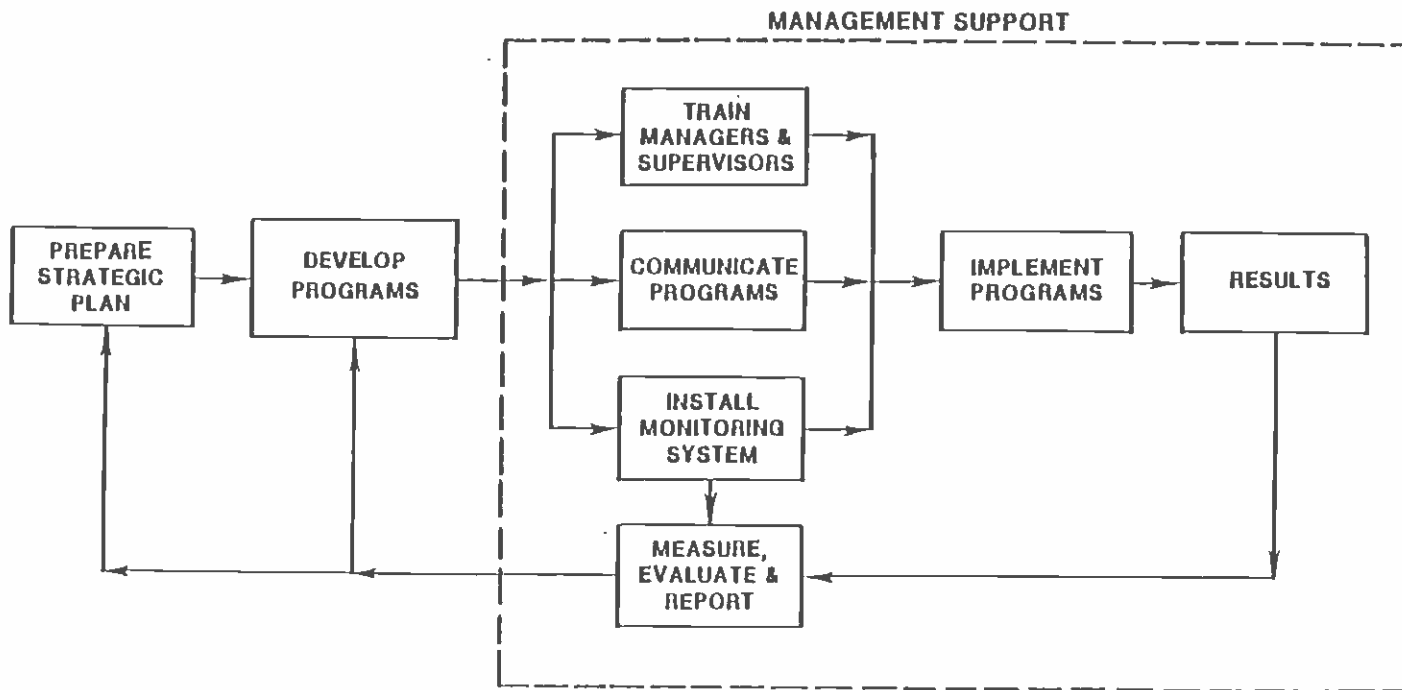 MANAGEMENT SUPPORT
TRAIN
MANAGERS &
SUPERVISORS
PREPARE
STRATEGIC
PLAN
DEVELOP
PROGRAMS
COMMUNICATE
PROGRAMS
IMPLEMENT
PROGRAMS
RESULTS
INSTALL
MONITORING
SYSTEM
MEASURE,
EVALUATE &
REPORT